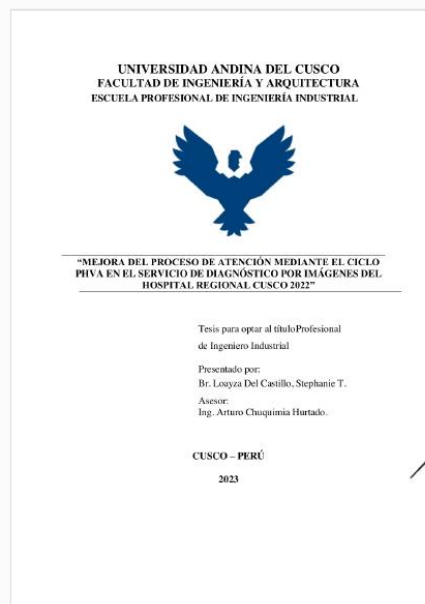 UNIVERSIDAD ANDINA DEL CUSCO
FACULTAD DE INGENIERÍA Y ARQUITECTURA
ESCUELA PROFESIONAL DE INGENIERÍA INDUSTRIAL
“MEJORA DEL PROCESO DE ATENCIÓN MEDIANTE EL CICLO
PHVA EN EL SERVICIO DE DIAGNÓSTICO POR IMÁGENES DEL
HOSPITAL REGIONAL CUSCO 2022”
Tesis para optar al títuloProfesional
de Ingeniero Industrial
Presentado por:
Br. Loayza Del Castillo, Stephanie T.
Asesor:
Ing. Arturo Chuquimia Hurtado.
CUSCO – PERÚ
2023